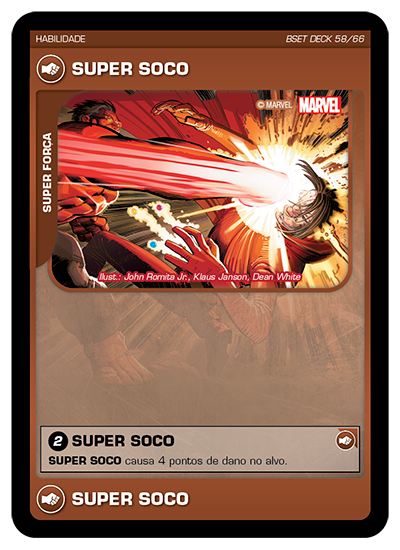 HABILIDADE BSET DECK 58/66
SUPER SOCO
SUPER FORÇA
© MARVEL MARVEL
Ilust.: John Romita Jr., Klaus Janson, Dean White
2 SUPER SOCO
SUPER SOCO causa 4 pontos de dano no alvo.
SUPER SOCO